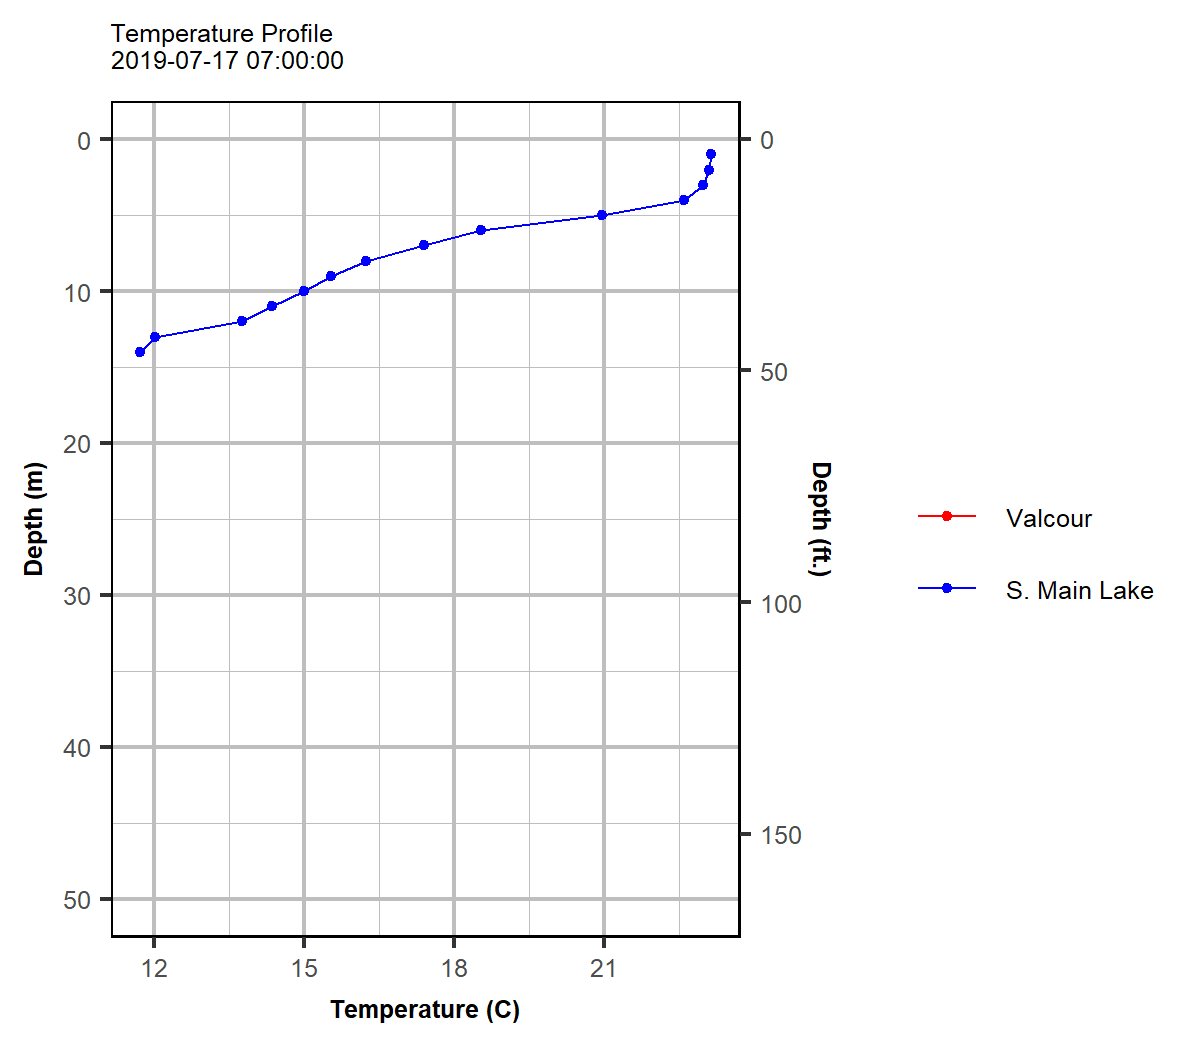 Temperature Profile
2019-07-17 07:00:00
0
10
20
30
40
50
Depth (m)
0
50
100
150
Depth (ft.)
12
15
18
21
Temperature (C)
Valcour
S. Main Lake